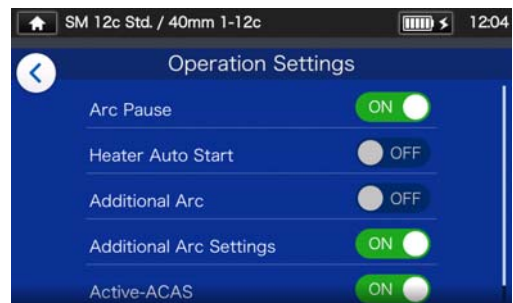 SM 12c Std. / 40mm 1-12c 12:04
Operation Settings
Arc Pause ON
Heater Auto Start OFF
Additional Arc OFF
Additional Arc Settings ON
Active-ACAS ON